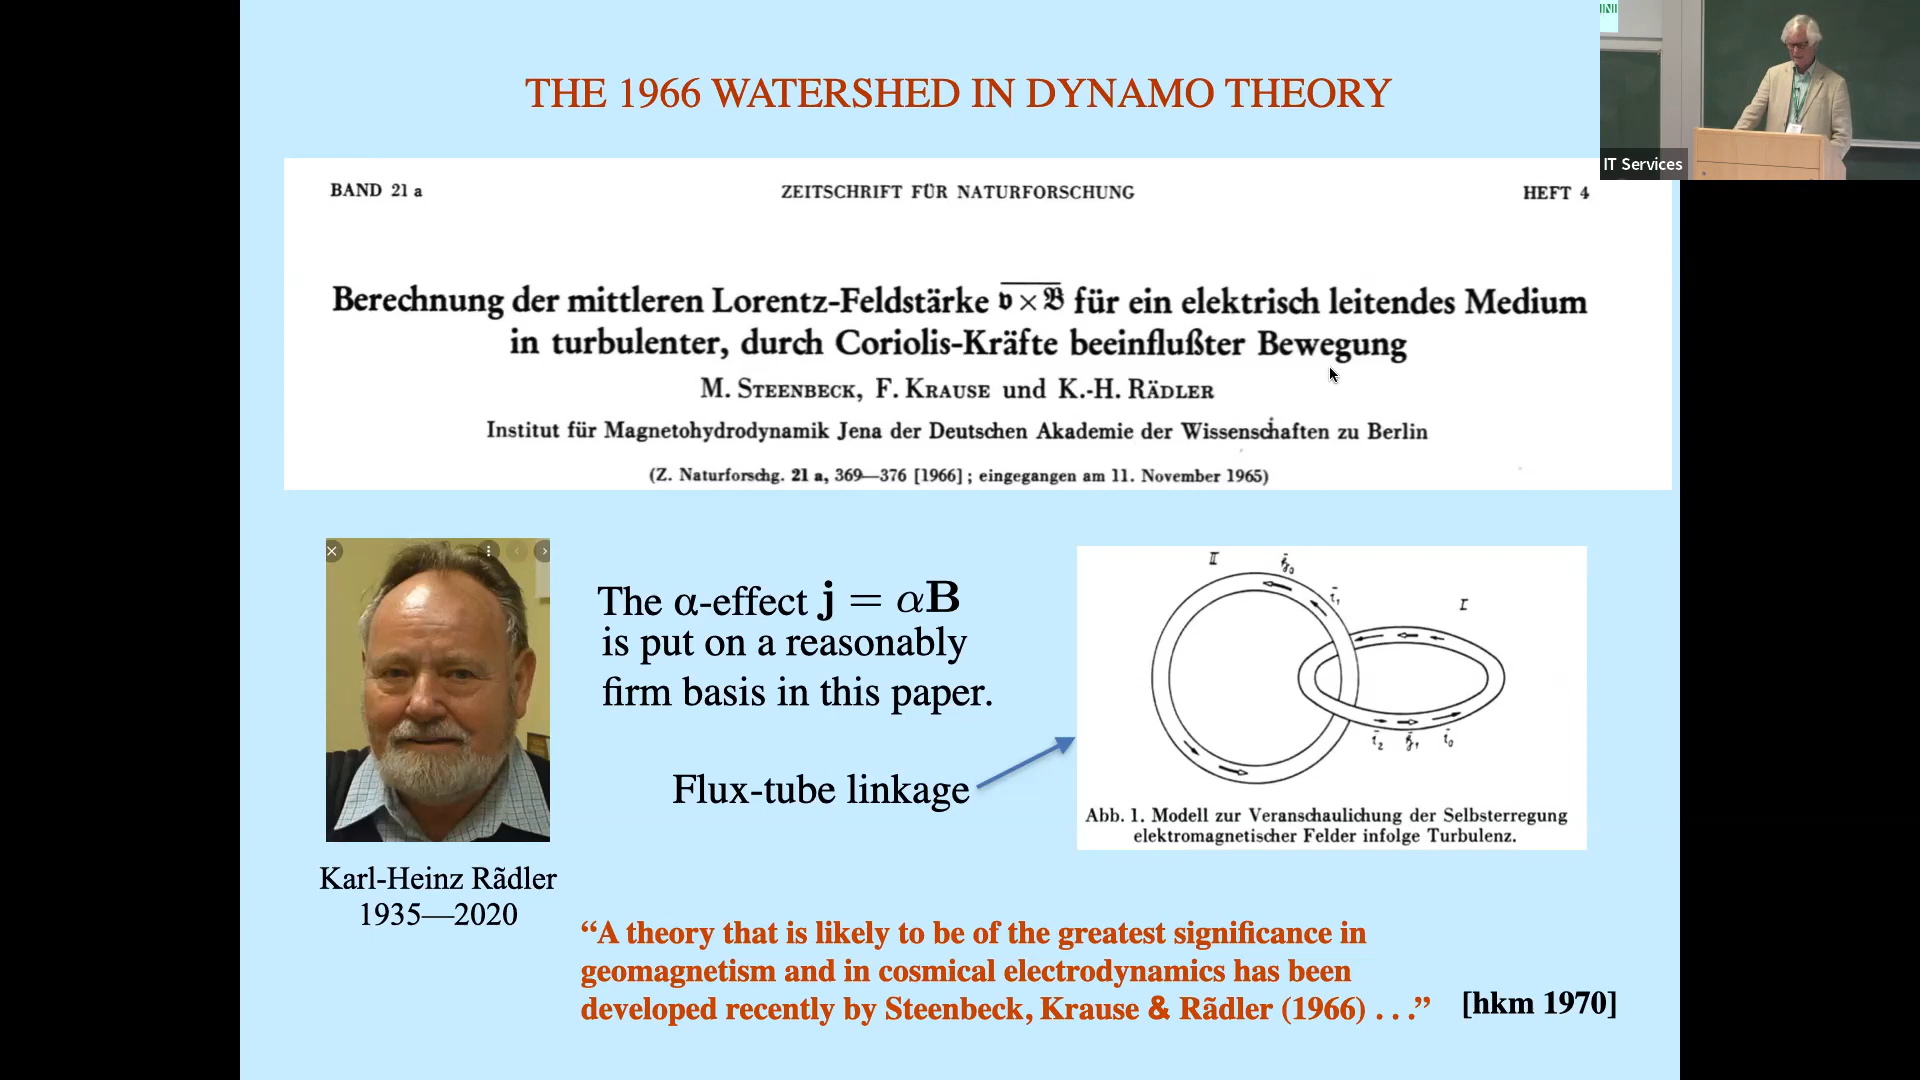 THE 1966 WATERSHED IN DYNAMO THEORY
IT Services
BAND 21 a
ZEITSCHRIFT FÜR NATURFORSCHUNG
HEFT 4
Berechnung der mittleren Lorentz-Feldstärke 𝔳 × 𝔅 für ein elektrisch leitendes Medium
in turbulenter, durch Coriolis-Kräfte beeinflußter Bewegung
M. STEENBECK, F. KRAUSE und K.-H. RÄDLER
Institut für Magnetohydrodynamik Jena der Deutschen Akademie der Wissenschaften zu Berlin
(Z. Naturforschg. 21 a, 369—376 [1966] ; eingegangen am 11. November 1965)
The α-effect j = αB
is put on a reasonably
firm basis in this paper.
Flux-tube linkage
II
I
Abb. 1. Modell zur Veranschaulichung der Selbsterregung
elektromagnetischer Felder infolge Turbulenz.
Karl-Heinz Rãdler
1935—2020
“A theory that is likely to be of the greatest significance in
geomagnetism and in cosmical electrodynamics has been
developed recently by Steenbeck, Krause & Rãdler (1966) . . .”
[hkm 1970]